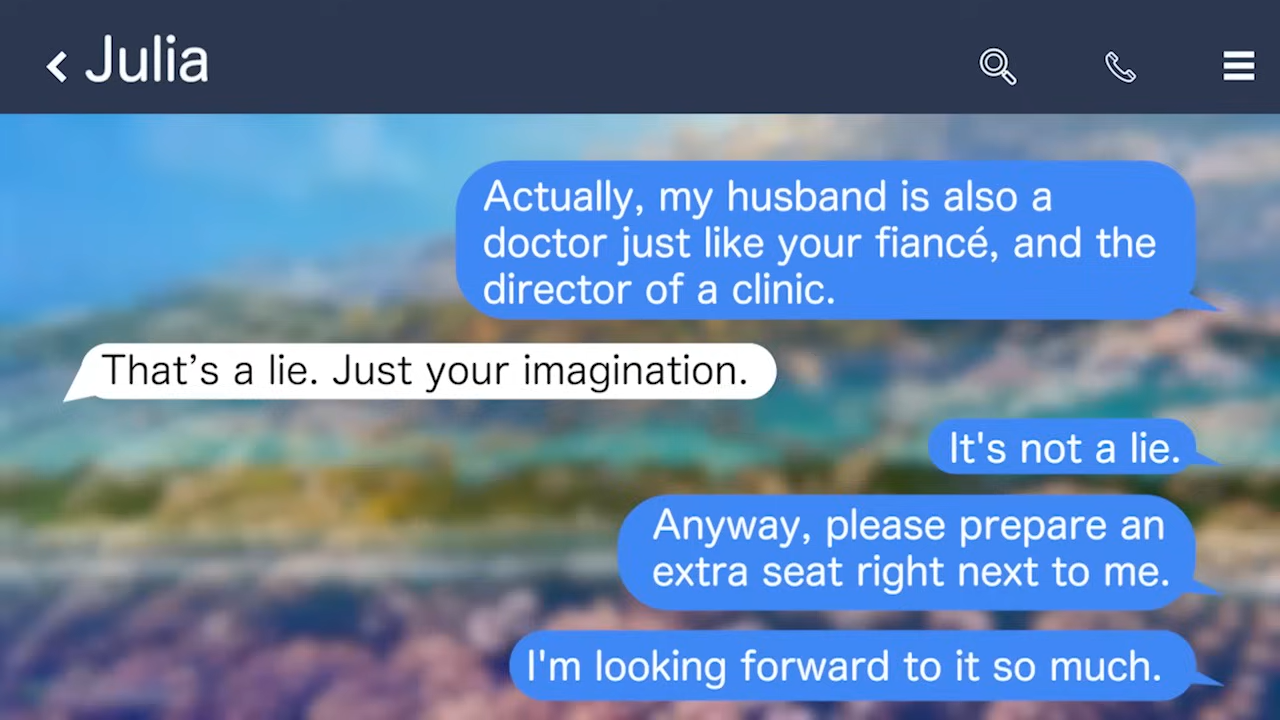 Julia
Actually, my husband is also a
doctor just like your fiancé, and the
director of a clinic.
That’s a lie. Just your imagination.
It's not a lie.
Anyway, please prepare an
extra seat right next to me.
I'm looking forward to it so much.